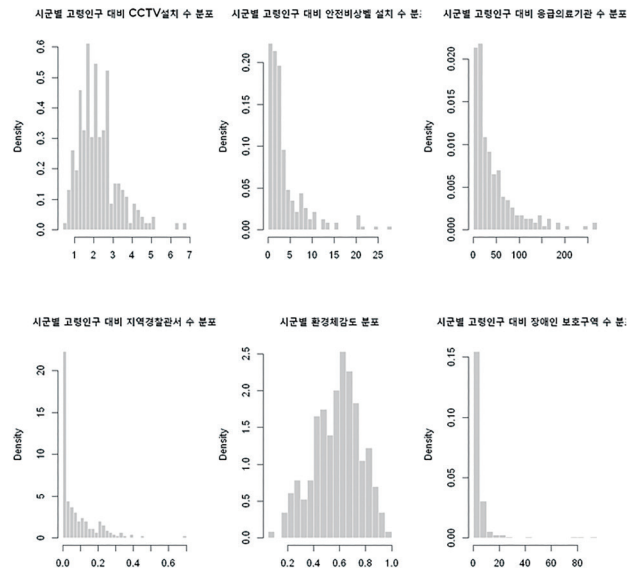 시군별 고령인구 대비 CCTV설치 수 분포
시군별 고령인구 대비 안전비상벨 설치 수 분
시군별 고령인구 대비 응급의료기관 수 분포
Density
0.0 0.1 0.2 0.3 0.4 0.5 0.6
1 2 3 4 5 6 7
Density
0.00 0.05 0.10 0.15 0.20
0 5 10 15 20 25
Density
0.000 0.005 0.010 0.015 0.020
0 50 100 200
시군별 고령인구 대비 지역경찰관서 수 분포
시군별 환경체감도 분포
시군별 고령인구 대비 장애인 보호구역 수 분
Density
0 5 10 15 20
0.0 0.2 0.4 0.6
Density
0.0 0.5 1.0 1.5 2.0 2.5
0.2 0.4 0.6 0.8 1.0
Density
0.00 0.05 0.10 0.15
0 20 40 60 80